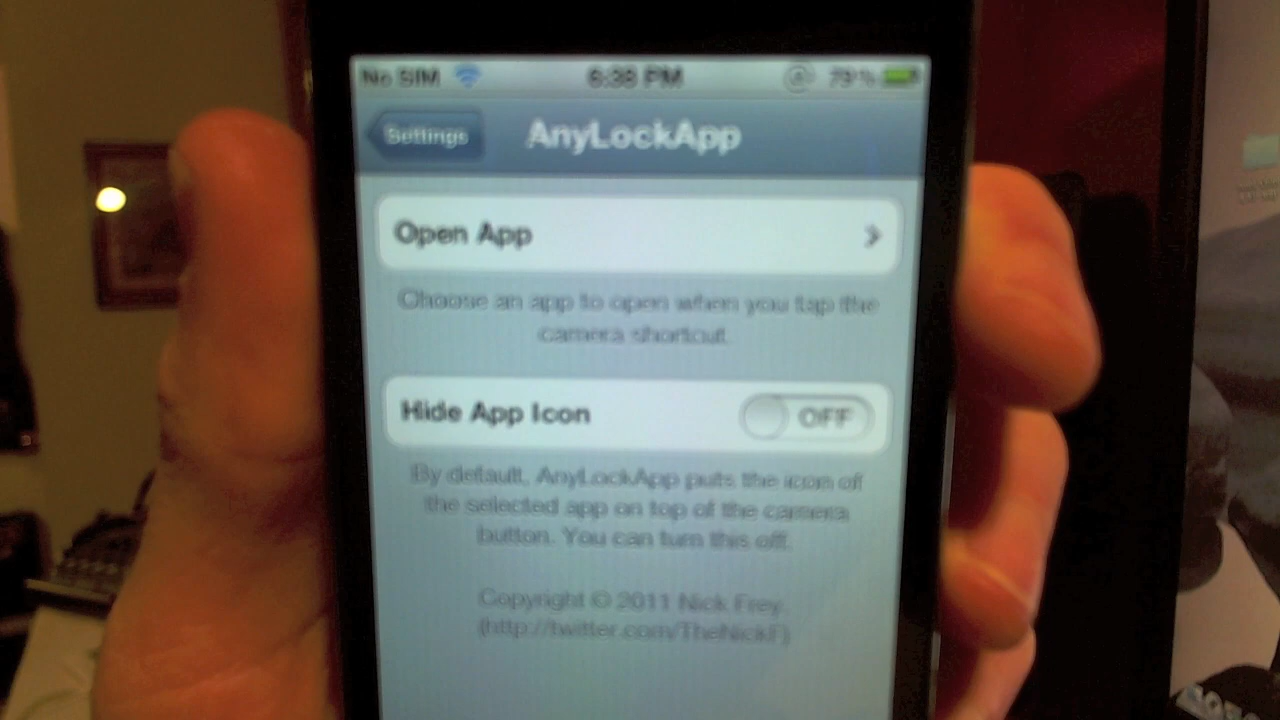 No SIM 6:38 PM 79%
Settings AnyLockApp
Open App
Choose an app to open when you tap the
camera shortcut.
Hide App Icon OFF
By default, AnyLockApp puts the icon of
the selected app on top of the camera
button. You can turn this off.
Copyright © 2011 Nick Frey
(http://twitter.com/TheNickF)